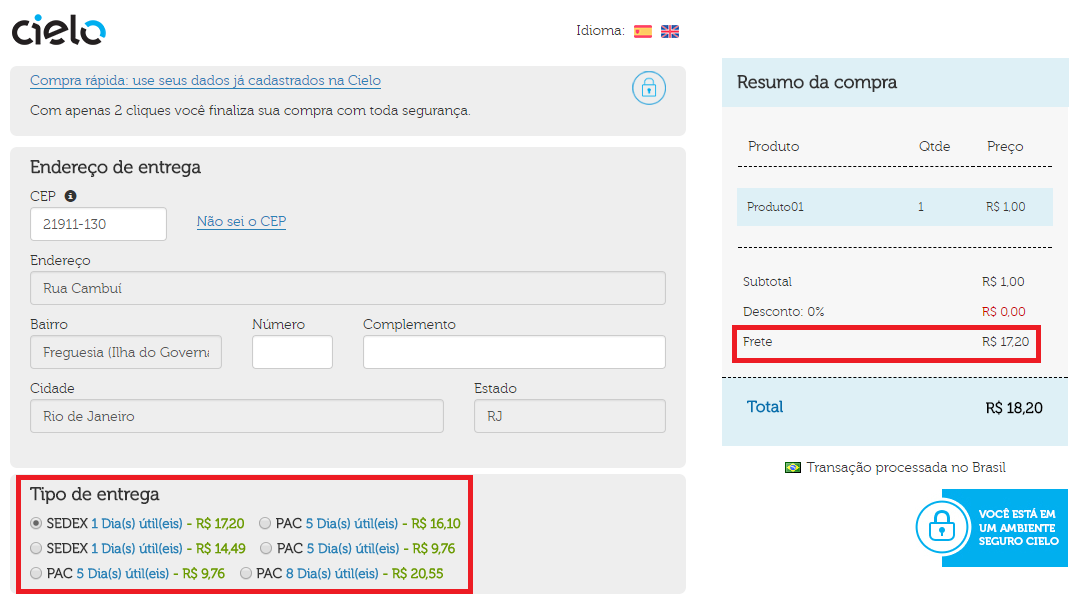 cielo
Idioma:
Compra rápida: use seus dados já cadastrados na Cielo
Com apenas 2 cliques você finaliza sua compra com toda segurança.
Endereço de entrega
CEP
21911-130 Não sei o CEP
Endereço
Rua Cambuí
Bairro Número Complemento
Freguesia (Ilha do Governa
Cidade Estado
Rio de Janeiro RJ
Tipo de entrega
SEDEX 1 Dia(s) útil(eis) - R$ 17,20 PAC 5 Dia(s) útil(eis) - R$ 16,10
SEDEX 1 Dia(s) útil(eis) - R$ 14,49 PAC 5 Dia(s) útil(eis) - R$ 9,76
PAC 5 Dia(s) útil(eis) - R$ 9,76 PAC 8 Dia(s) útil(eis) - R$ 20,55
Resumo da compra
Produto Qtde Preço
Produto01 1 R$ 1,00
Subtotal R$ 1,00
Desconto: 0% R$ 0,00
Frete R$ 17,20
Total R$ 18,20
Transação processada no Brasil
VOCÊ ESTÁ EM
UM AMBIENTE
SEGURO CIELO